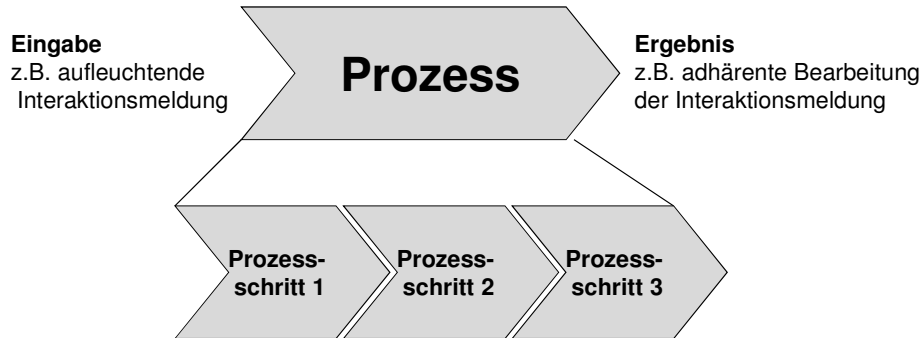 Eingabe
z.B. aufleuchtende
Interaktionsmeldung
Prozess
Ergebnis
z.B. adhärente Bearbeitung
der Interaktionsmeldung
Prozess-
schritt 1
Prozess-
schritt 2
Prozess-
schritt 3